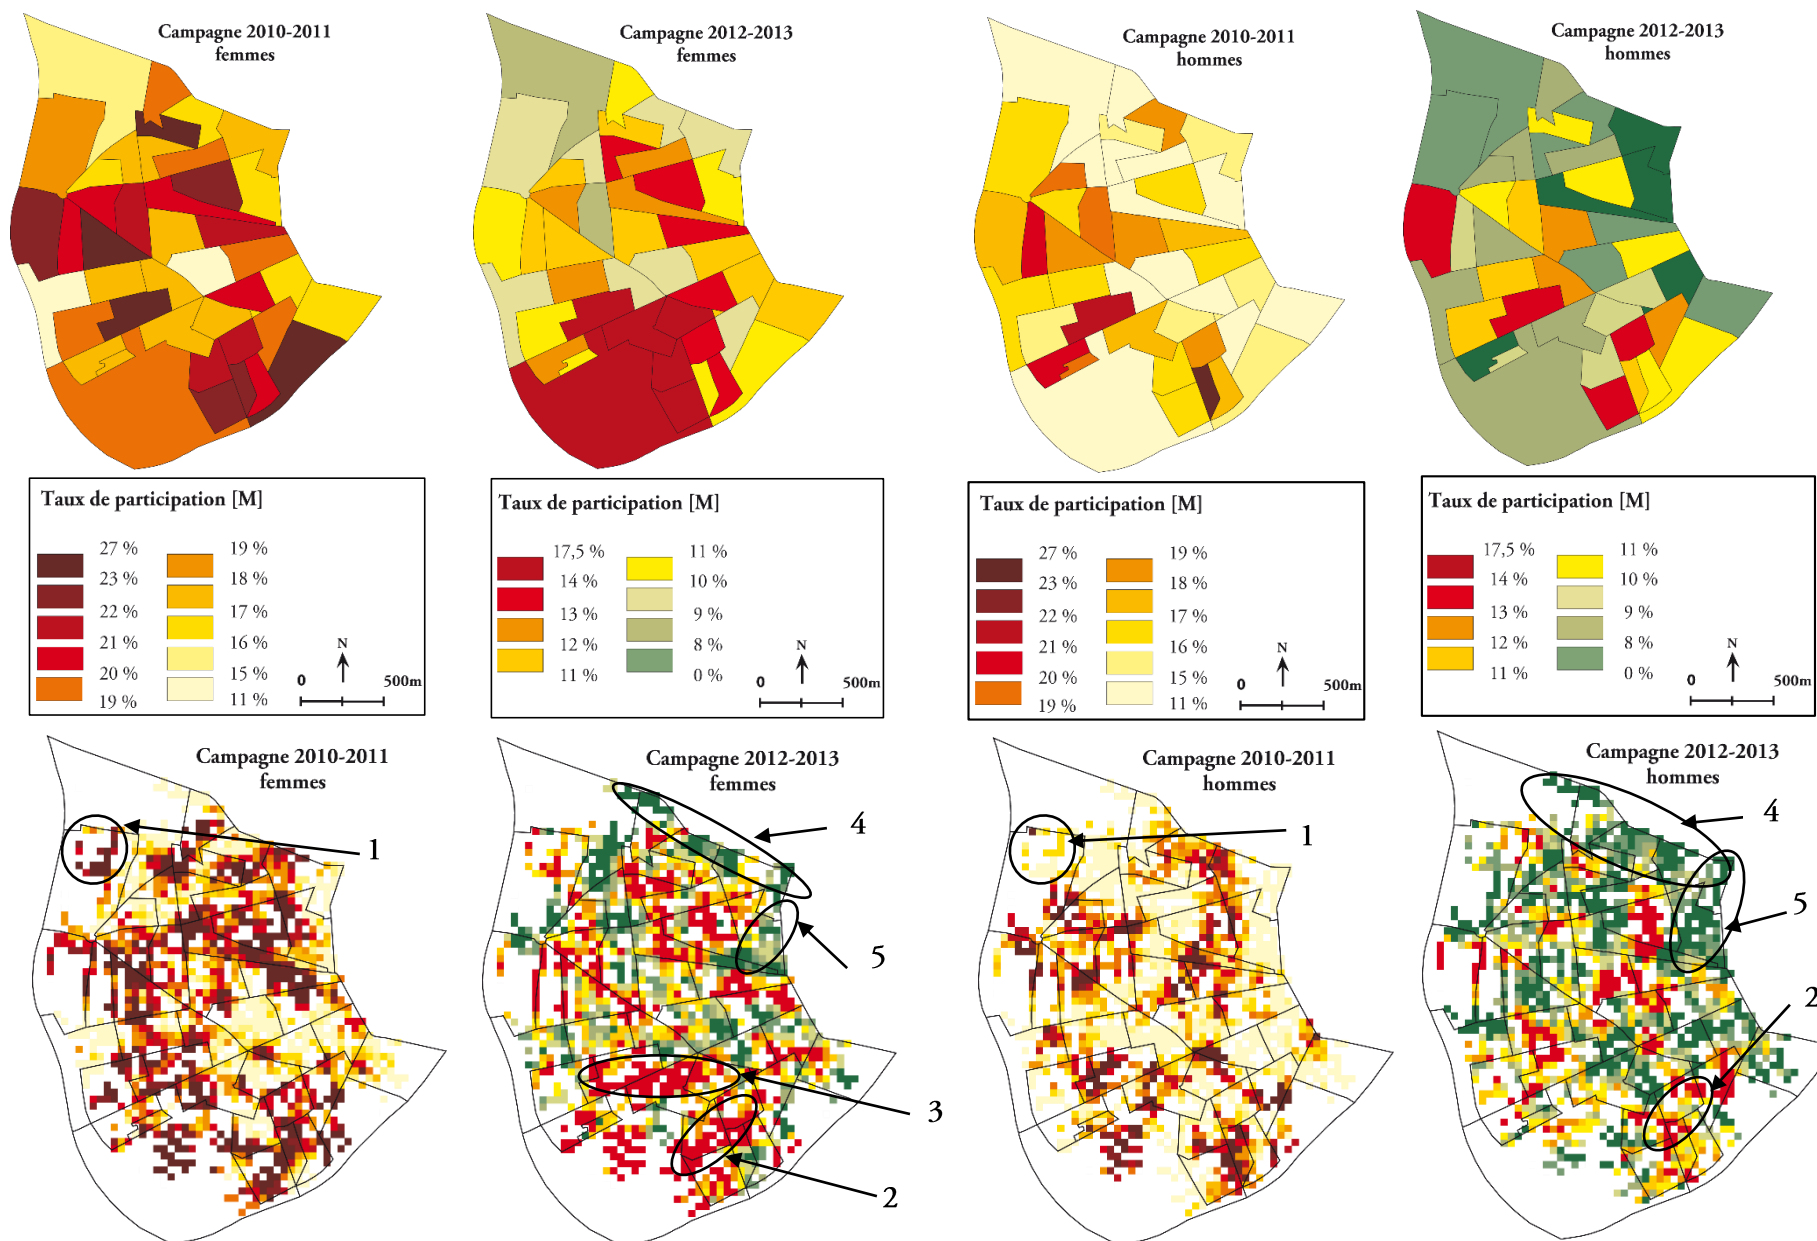 Campagne 2010-2011
femmes
Campagne 2012-2013
femmes
Campagne 2010-2011
hommes
Campagne 2012-2013
hommes
Taux de participation [M]
27 %
23 %
22 %
21 %
20 %
19 %
19 %
18 %
17 %
16 %
15 %
11 %
N
0
500m
Taux de participation [M]
17,5 %
14 %
13 %
12 %
11 %
11 %
10 %
9 %
8 %
0 %
N
0
500m
Taux de participation [M]
27 %
23 %
22 %
21 %
20 %
19 %
19 %
18 %
17 %
16 %
15 %
11 %
N
0
500m
Taux de participation [M]
17,5 %
14 %
13 %
12 %
11 %
11 %
10 %
9 %
8 %
0 %
N
0
500m
Campagne 2010-2011
femmes
1
Campagne 2012-2013
femmes
4
5
3
2
Campagne 2010-2011
hommes
1
Campagne 2012-2013
hommes
4
5
2